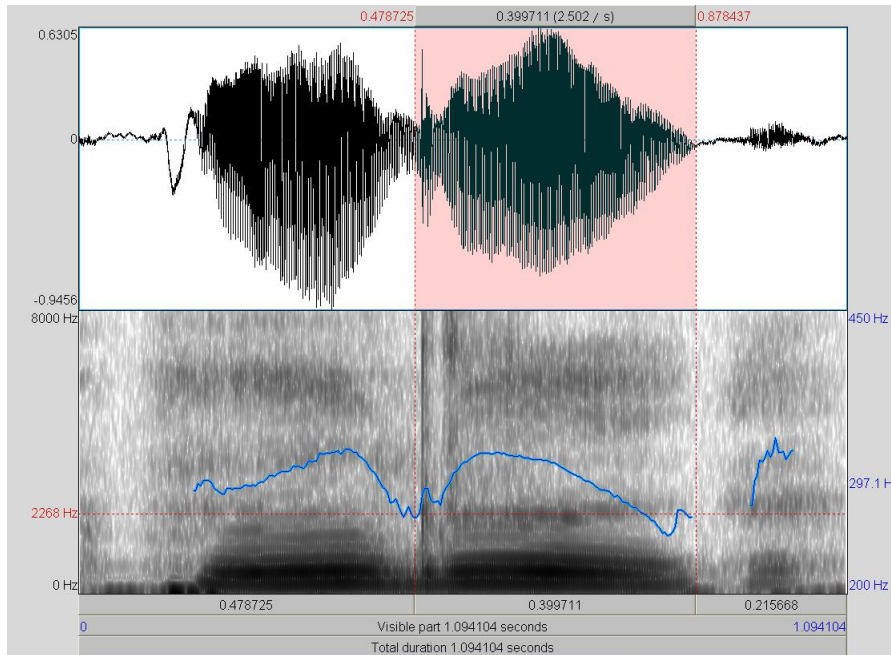 0.478725 0.399711 (2.502 / s) 0.878437
0.6305
0
-0.9456
8000 Hz 450 Hz
297.1 H
2268 Hz
0 Hz 200 Hz
0.478725 0.399711 0.215668
0 Visible part 1.094104 seconds 1.094104
Total duration 1.094104 seconds